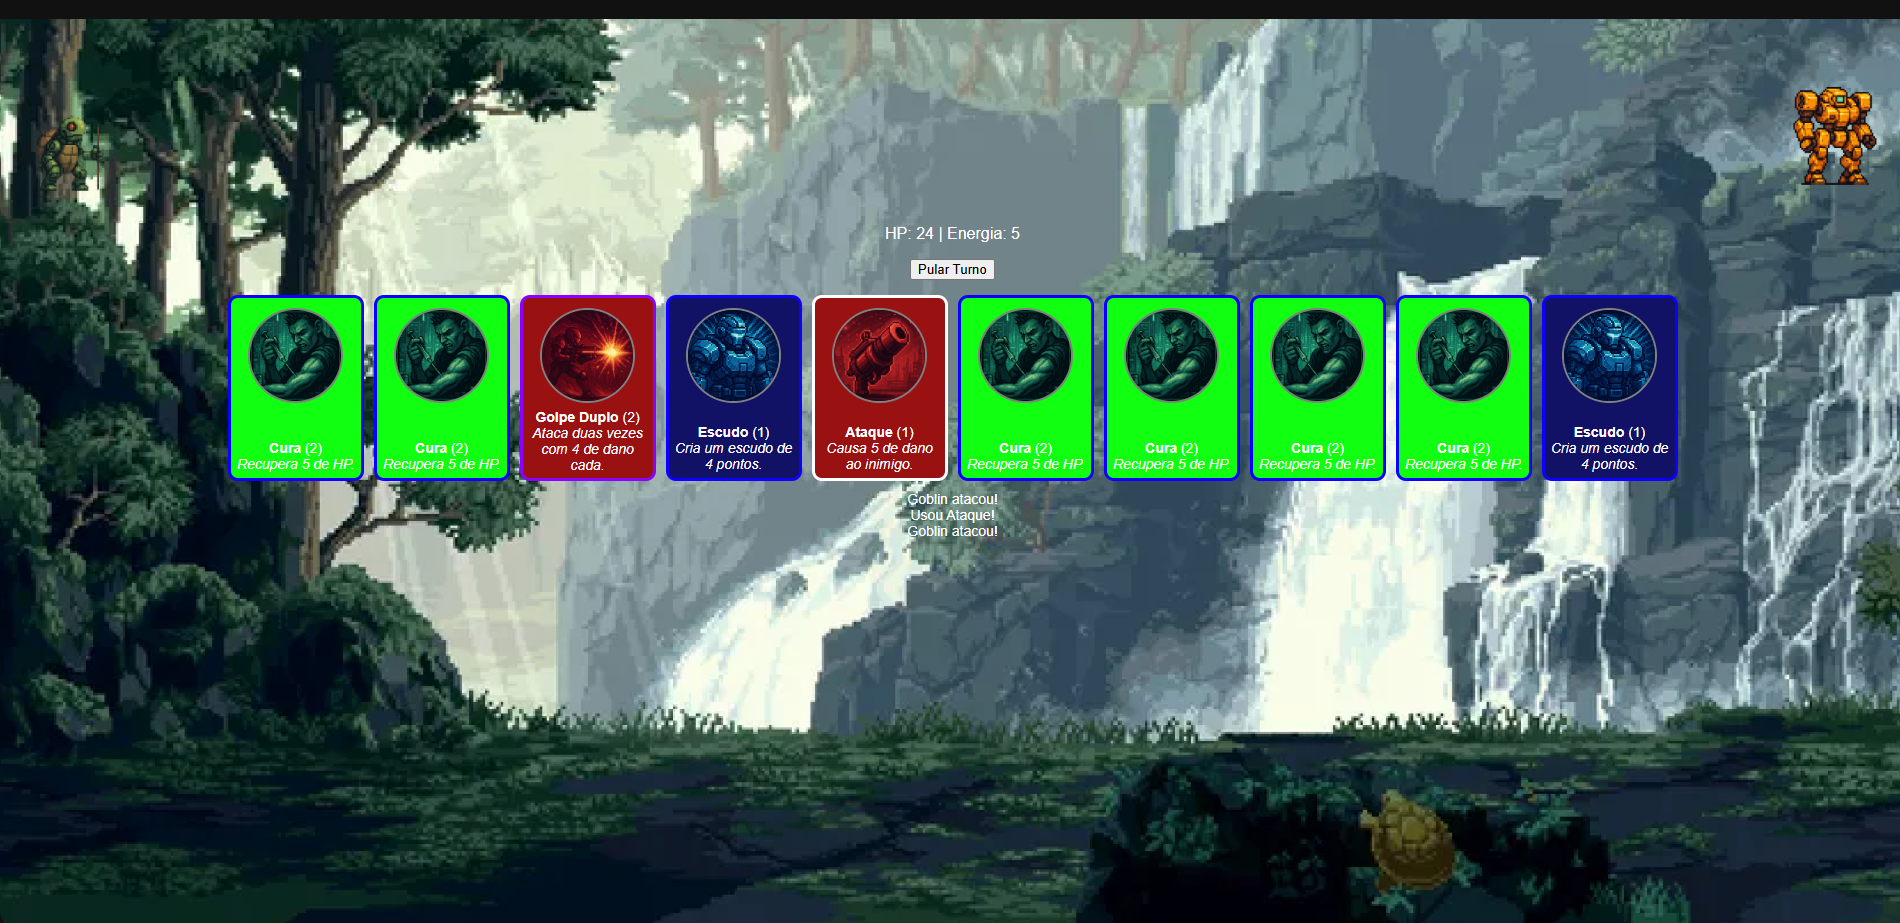 HP: 24 | Energia: 5
Pular Turno
Cura (2)
Recupera 5 de HP.
Cura (2)
Recupera 5 de HP.
Golpe Duplo (2)
Ataca duas vezes
com 4 de dano
cada.
Escudo (1)
Cria um escudo de
4 pontos.
Ataque (1)
Causa 5 de dano
ao inimigo.
Cura (2)
Recupera 5 de HP.
Cura (2)
Recupera 5 de HP.
Cura (2)
Recupera 5 de HP.
Cura (2)
Recupera 5 de HP.
Escudo (1)
Cria um escudo de
4 pontos.
Goblin atacou!
Usou Ataque!
Goblin atacou!